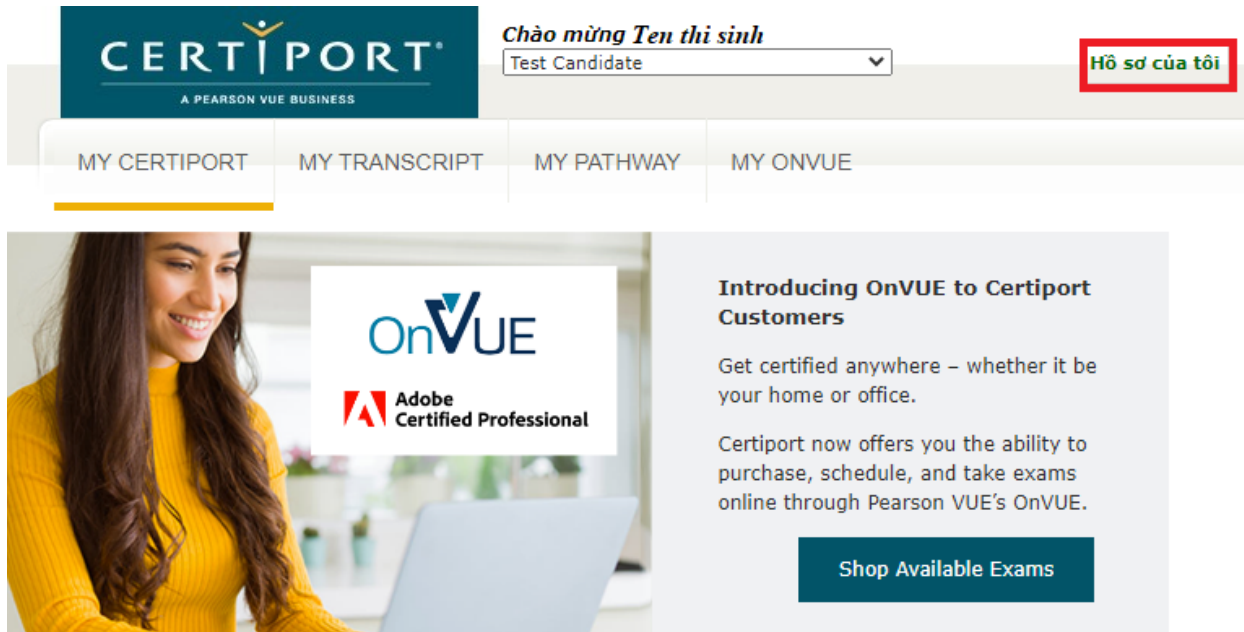 CERTIPORT
A PEARSON VUE BUSINESS
Chào mừng Ten thi sinh
Test Candidate
Hồ sơ của tôi
MY CERTIPORT
MY TRANSCRIPT
MY PATHWAY
MY ONVUE
OnVUE
Adobe
Certified Professional
Introducing OnVUE to Certiport
Customers
Get certified anywhere – whether it be
your home or office.
Certiport now offers you the ability to
purchase, schedule, and take exams
online through Pearson VUE’s OnVUE.
Shop Available Exams